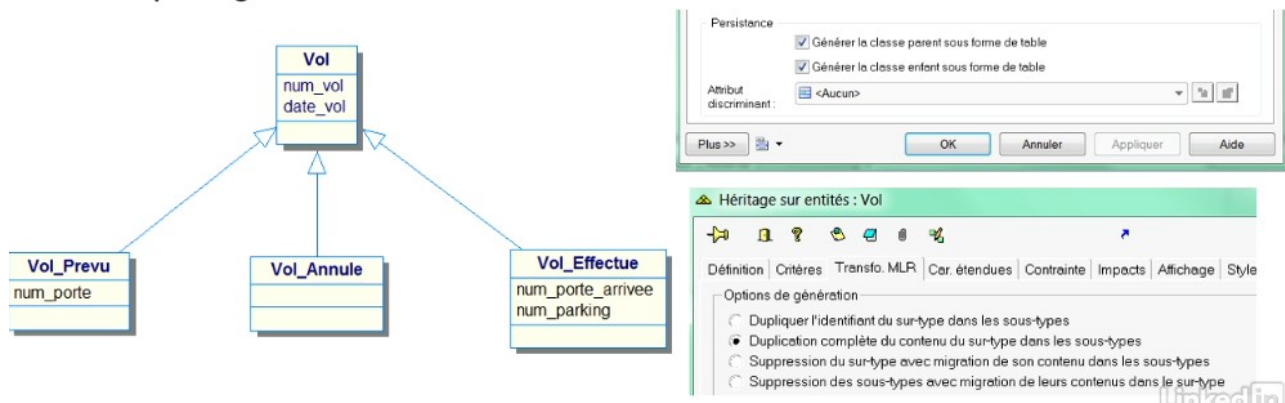 Vol
num_vol
date_vol
Vol_Prevu
num_porte
Vol_Annule
Vol_Effectue
num_porte_arrivee
num_parking
Persistance
Générer la classe parent sous forme de table
Générer la classe enfant sous forme de table
Attribut
discriminant :
<Aucun>
Plus >>
OK
Annuler
Appliquer
Aide
Héritage sur entités : Vol
Définition Critères Transfo. MLR Car. étendues Contrainte Impacts Affichage Style
Options de génération
Dupliquer l'identifiant du sur-type dans les sous-types
Duplication complète du contenu du sur-type dans les sous-types
Suppression du sur-type avec migration de son contenu dans les sous-types
Suppression des sous-types avec migration de leurs contenus dans le sur-type
Linked in